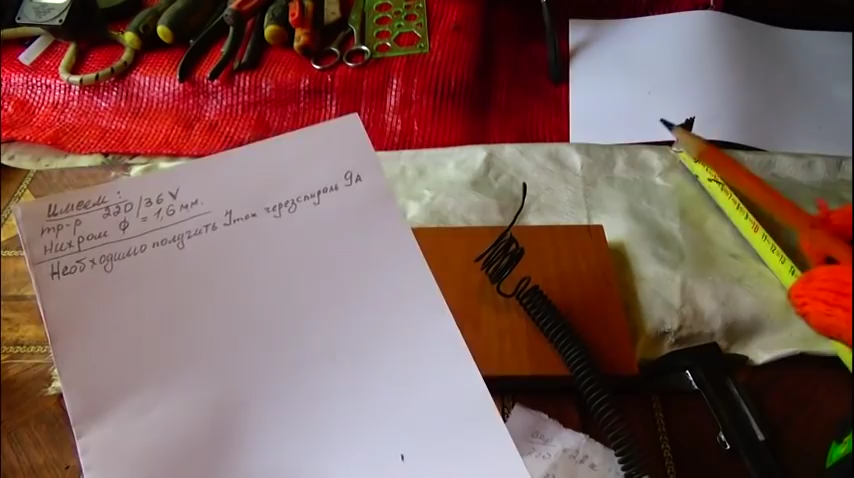 имеем:
тр-р 220/36 V
Нихром ф = 1,6 мм.
Необходимо получить Iток через спираль 9А